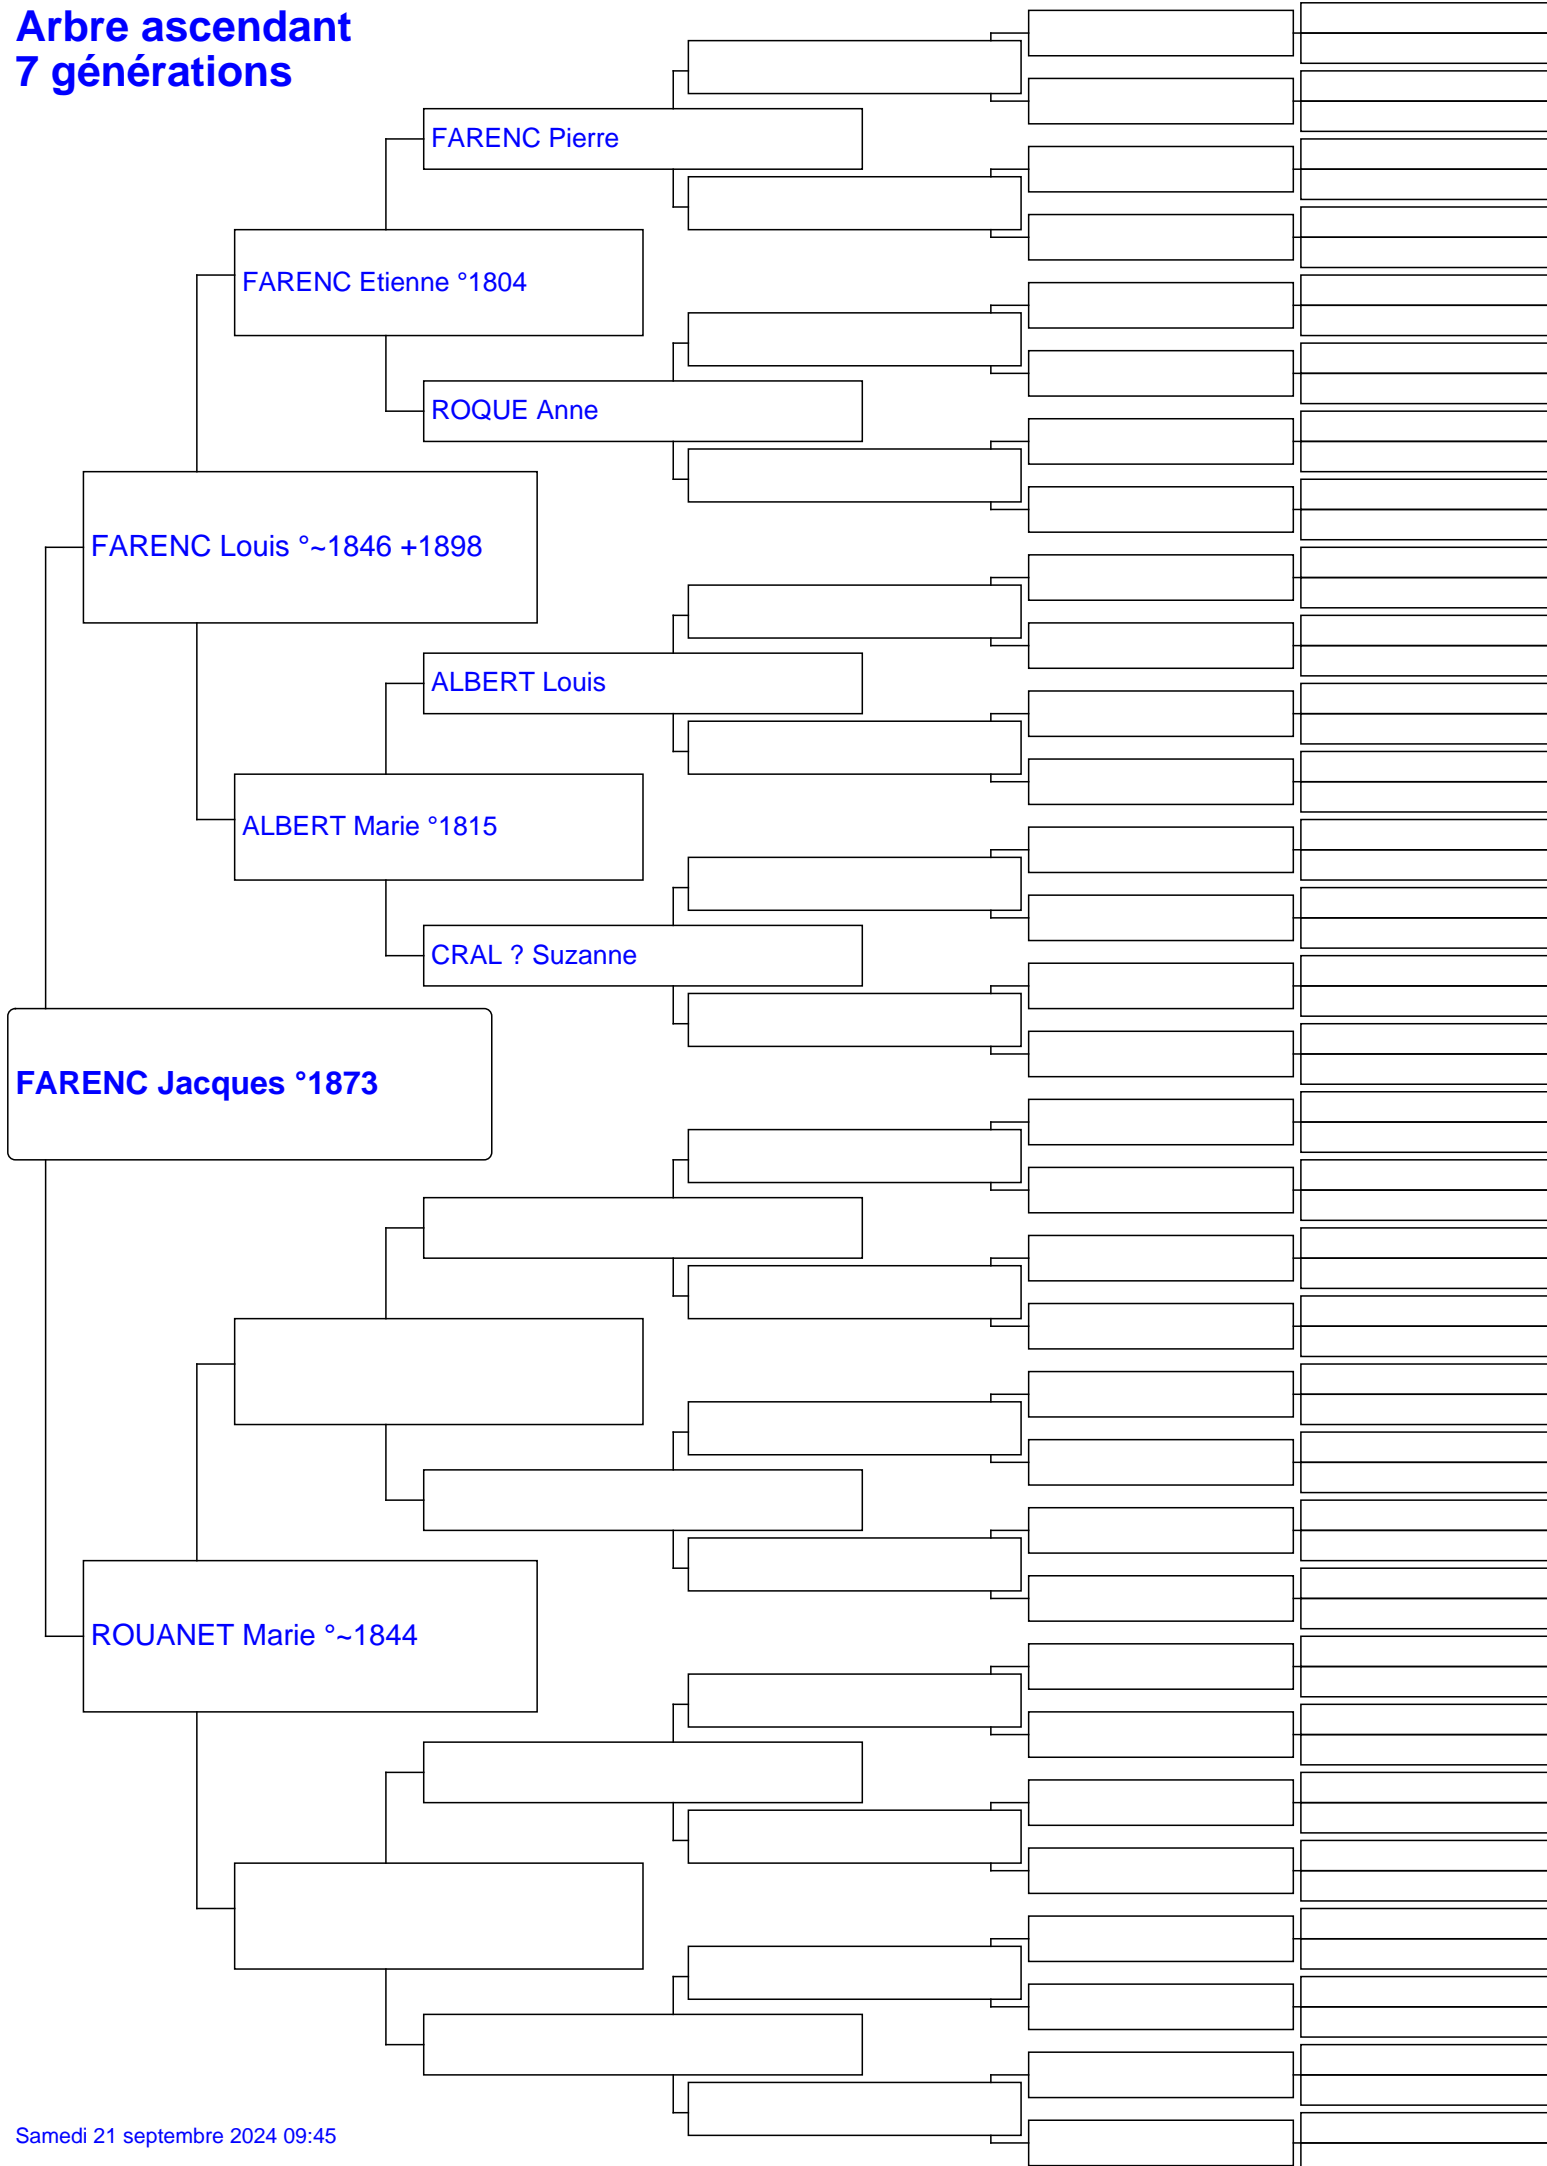 Arbre ascendant
7 générations
FARENC Pierre
FARENC Etienne °1804
ROQUE Anne
FARENC Louis °~1846 +1898
ALBERT Louis
ALBERT Marie °1815
CRAL ? Suzanne
FARENC Jacques °1873
ROUANET Marie °~1844
Samedi 21 septembre 2024 09:45